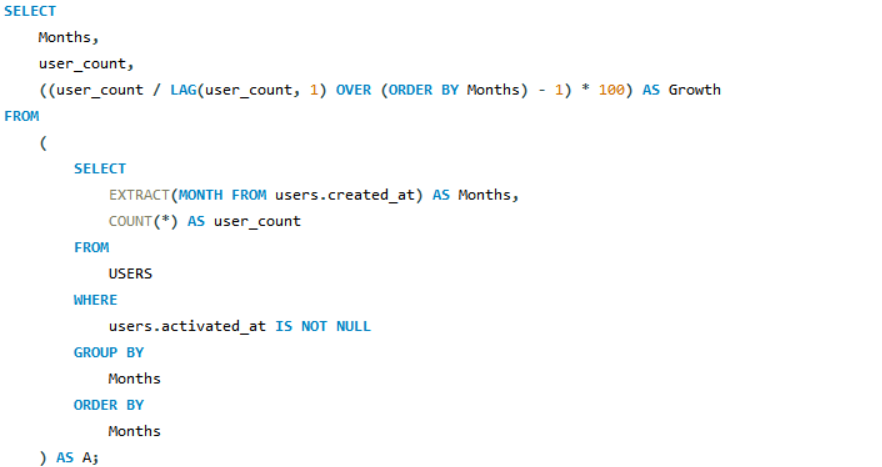 SELECT
    Months,
    user_count,
    ((user_count / LAG(user_count, 1) OVER (ORDER BY Months) - 1) * 100) AS Growth
FROM
    (
        SELECT
            EXTRACT(MONTH FROM users.created_at) AS Months,
            COUNT(*) AS user_count
        FROM
            USERS
        WHERE
            users.activated_at IS NOT NULL
        GROUP BY
            Months
        ORDER BY
            Months
    ) AS A;